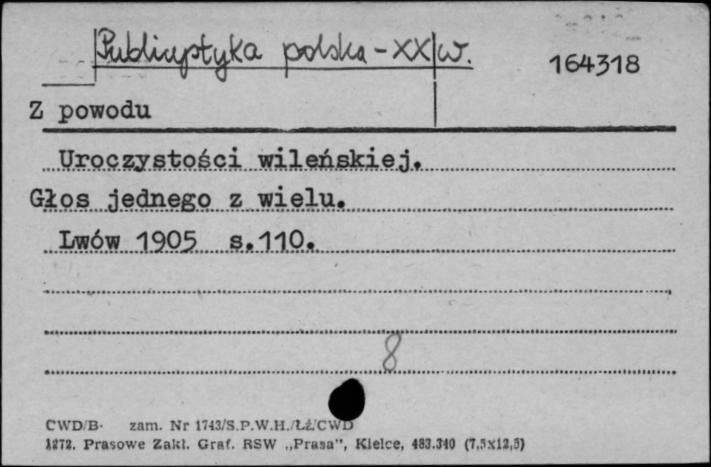 Publicystyka polska - XX w.
164318
Z powodu
Uroczystości wileńskiej.
Głos jednego z wielu.
Lwów 1905 s.110.
8
CWD/B- zam. Nr 1743/S.P.W.H./ŁŻ/CWD
1272. Prasowe Zakł. Graf. RSW „Prasa", Kielce, 483.340 (7,5x12,5)